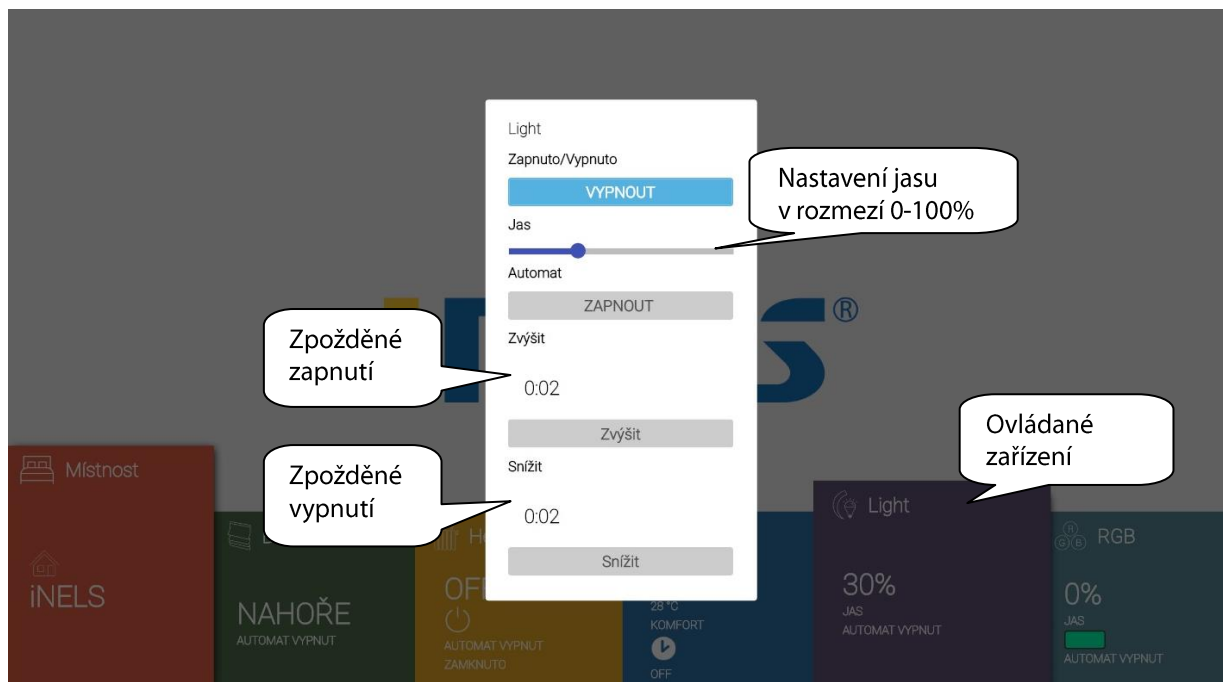 Light
Zapnuto/Vypnuto
VYPNOUT
Jas
Automat
ZAPNOUT
Zvýšit
0:02
Zvýšit
Snížit
0:02
Snížit
Nastavení jasu
v rozmezí 0-100%
Zpožděné
zapnutí
Zpožděné
vypnutí
Ovládané
zařízení
®
Místnost
iNELS
NAHOŘE
AUTOMAT VYPNUT
AUTOMAT VYPNUT
ZAMKNUTO
28 °C
KOMFORT
OFF
Light
30%
JAS
AUTOMAT VYPNUT
RGB
0%
JAS
AUTOMAT VYPNUT